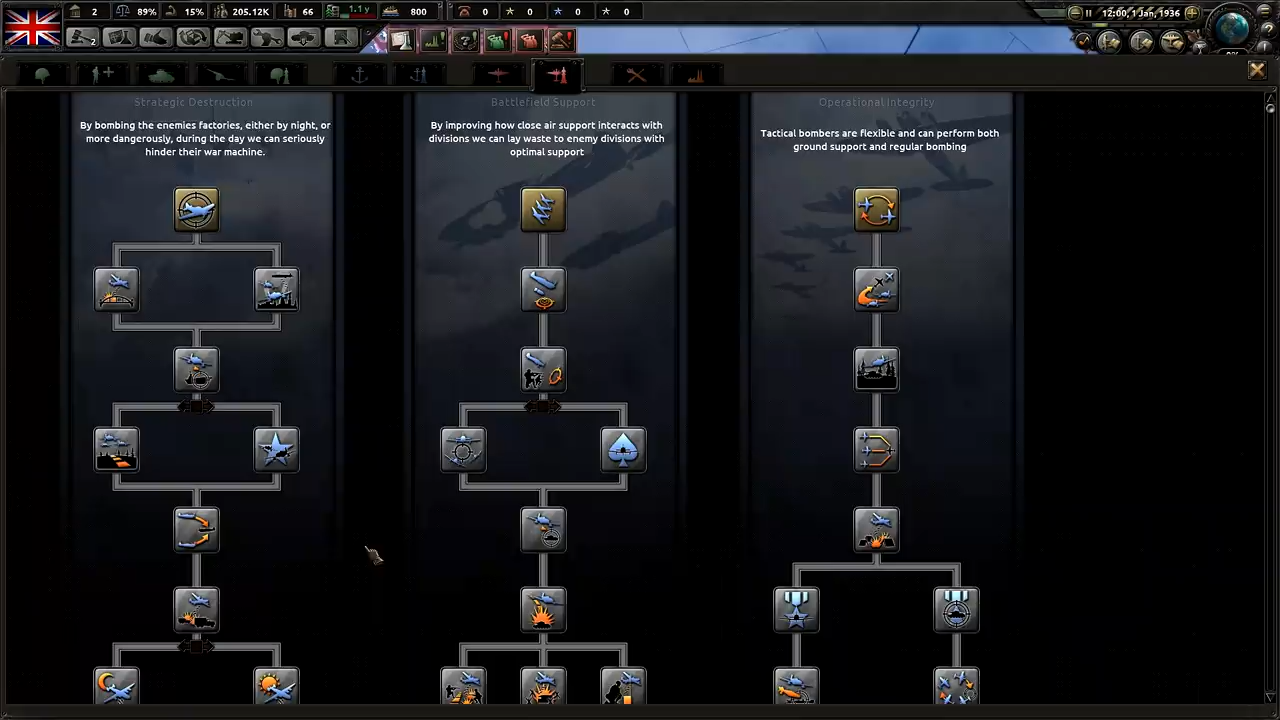 2
89%
15%
205.12K
66
1.1 y
800
0
0
0
0
12:00, 1 Jan, 1936
2
Strategic Destruction
By bombing the enemies factories, either by night, or
more dangerously, during the day we can seriously
hinder their war machine.
Battlefield Support
By improving how close air support interacts with
divisions we can lay waste to enemy divisions with
optimal support
Operational Integrity
Tactical bombers are flexible and can perform both
ground support and regular bombing